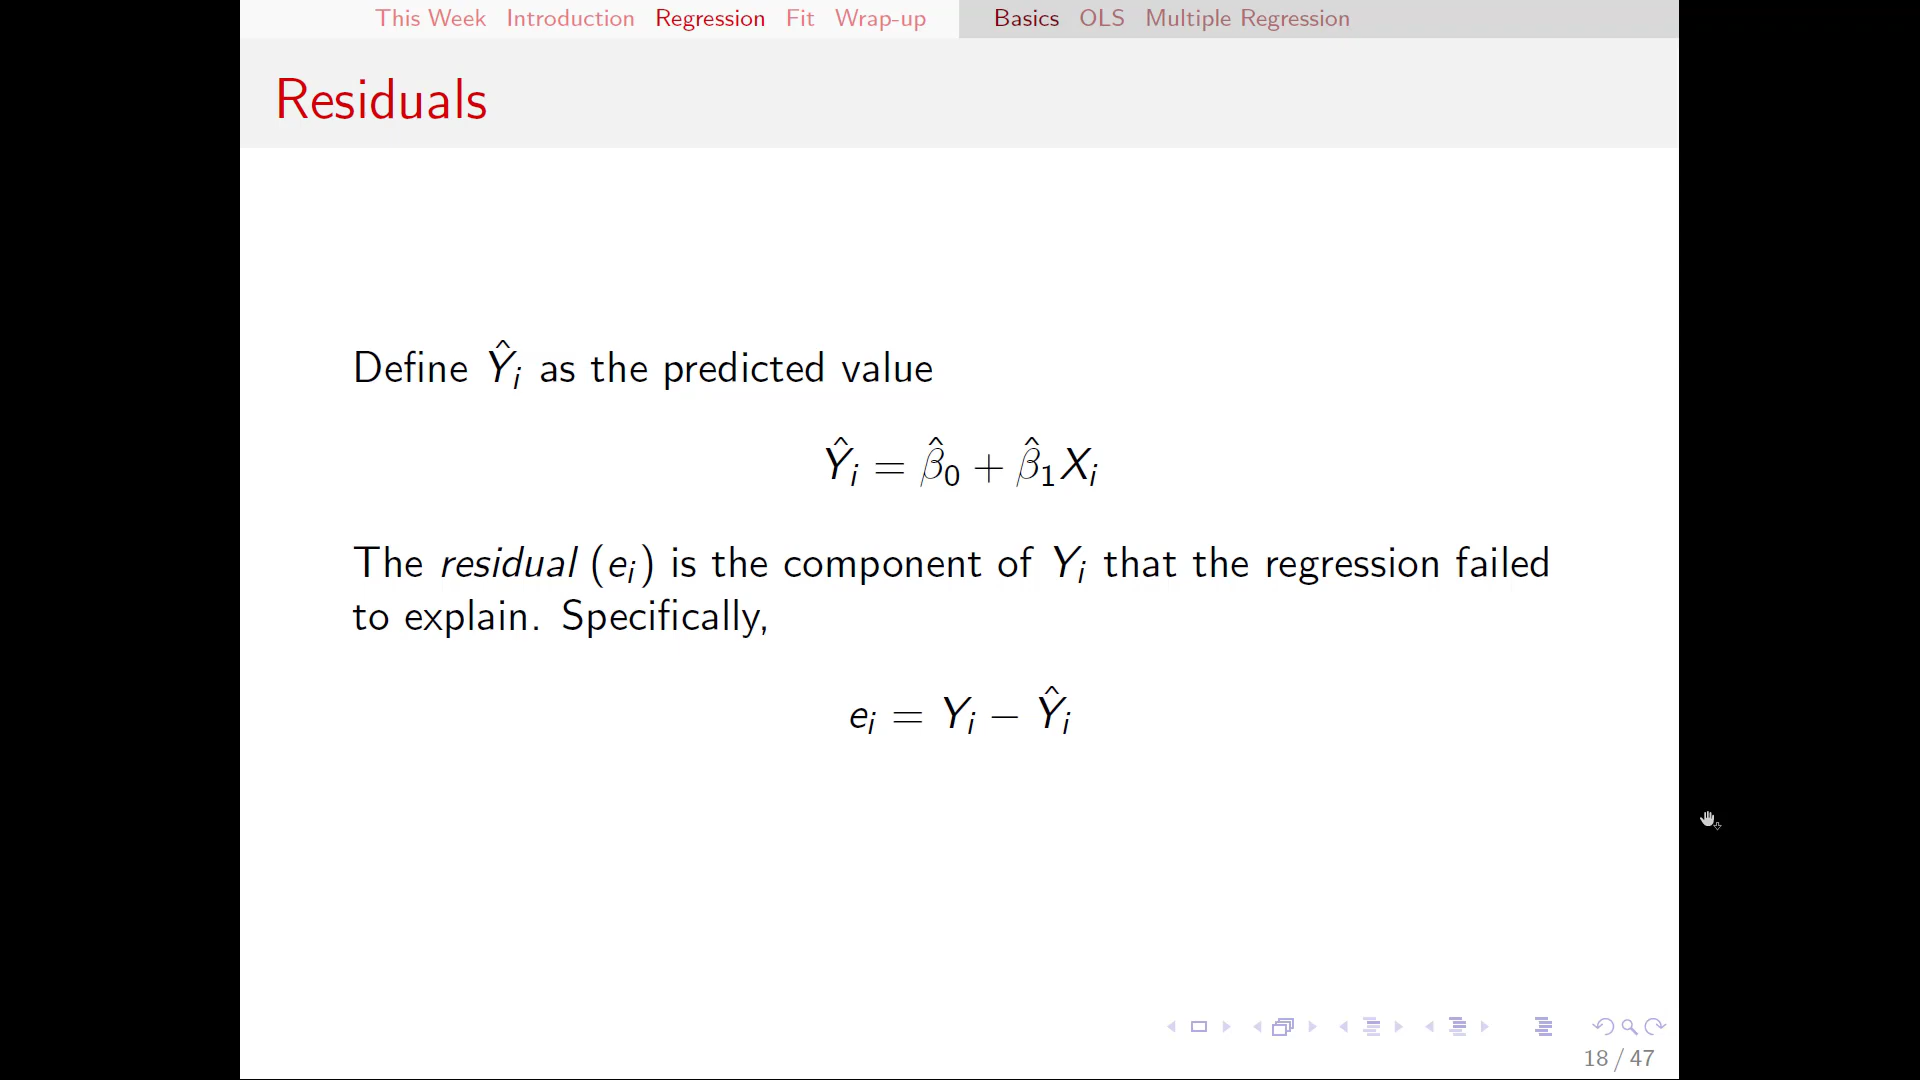 This Week Introduction Regression Fit Wrap-up Basics OLS Multiple Regression
Residuals
Define Ŷᵢ as the predicted value
Ŷᵢ = β̂₀ + β̂₁Xᵢ
The residual (eᵢ) is the component of Yᵢ that the regression failed
to explain. Specifically,
eᵢ = Yᵢ − Ŷᵢ
18 / 47